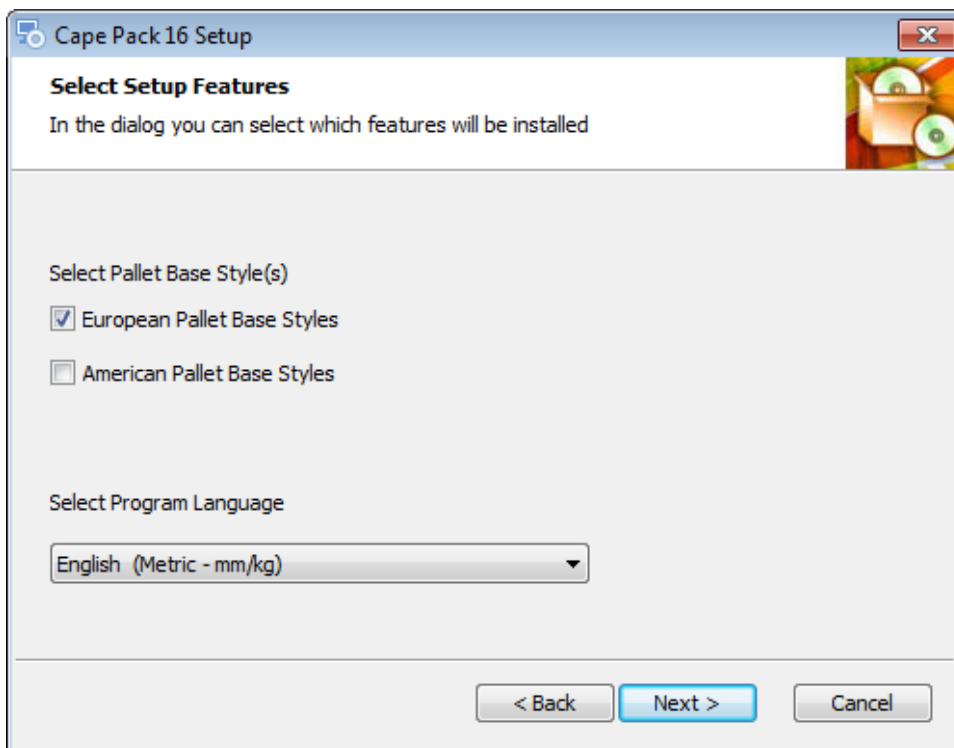 Cape Pack 16 Setup
Select Setup Features
In the dialog you can select which features will be installed
Select Pallet Base Style(s)
European Pallet Base Styles
American Pallet Base Styles
Select Program Language
English (Metric - mm/kg)
< Back Next > Cancel